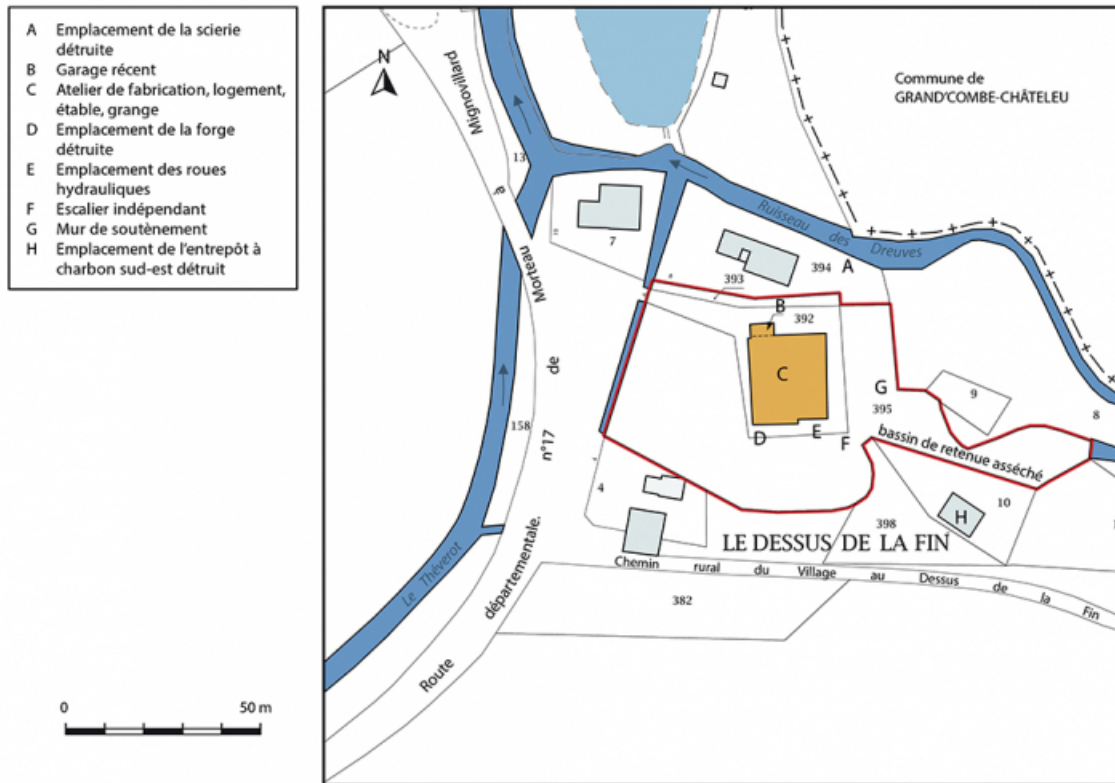 A Emplacement de la scierie
détruite
B Garage récent
C Atelier de fabrication, logement,
étable, grange
D Emplacement de la forge
détruite
E Emplacement des roues
hydrauliques
F Escalier indépendant
G Mur de soutènement
H Emplacement de l'entrepôt à
charbon sud-est détruit
0 50 m
N
Commune de
GRAND'COMBE-CHÂTELEU
Route départementale. n°17 de Morteau à Mignovillard
13
7
Ruisseau des Dreuves
394
A
393
B
392
C
G
395
9
8
D
E
F
158
bassin de retenue asséché
4
10
H
398
LE DESSUS DE LA FIN
Chemin rural du Village au Dessus de la Fin
382
Le Théverot